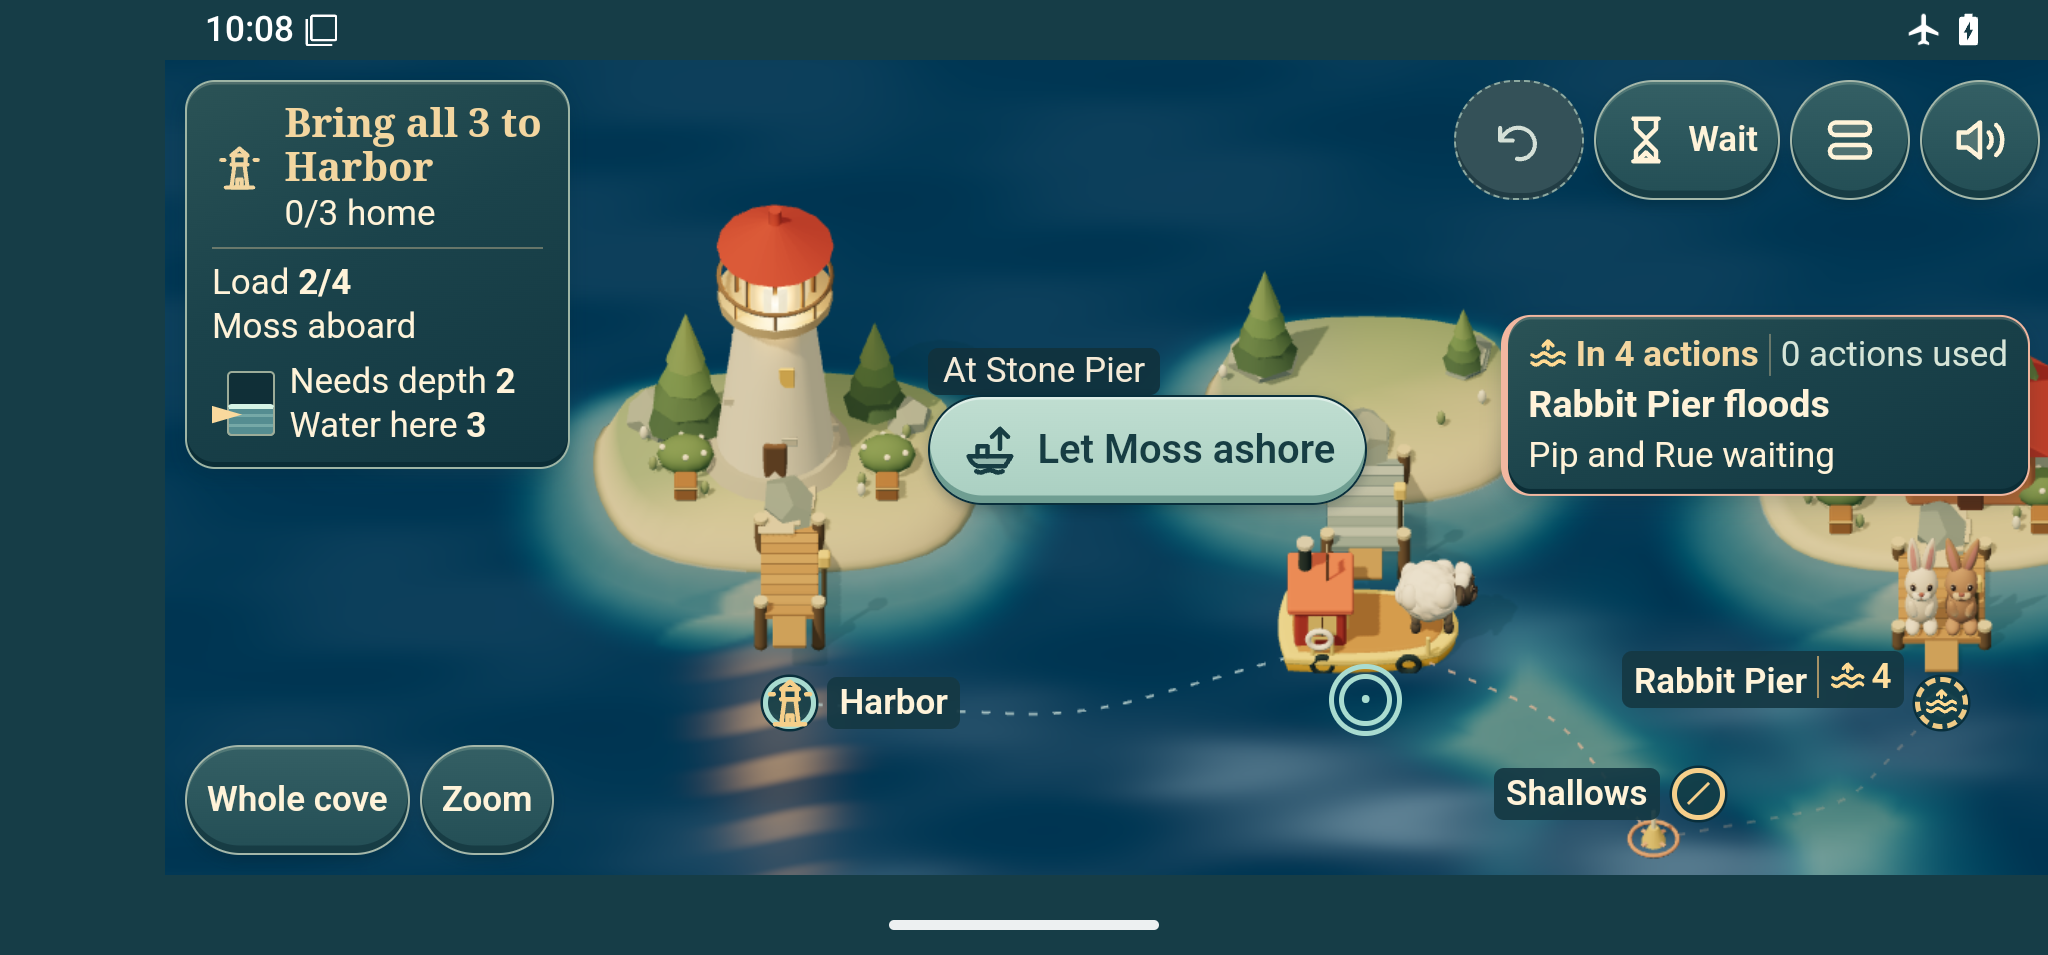 10:08
Bring all 3 to
Harbor
0/3 home
Load 2/4
Moss aboard
Needs depth 2
Water here 3
Wait
At Stone Pier
Let Moss ashore
In 4 actions
0 actions used
Rabbit Pier floods
Pip and Rue waiting
Rabbit Pier 4
Harbor
Shallows
Whole cove
Zoom